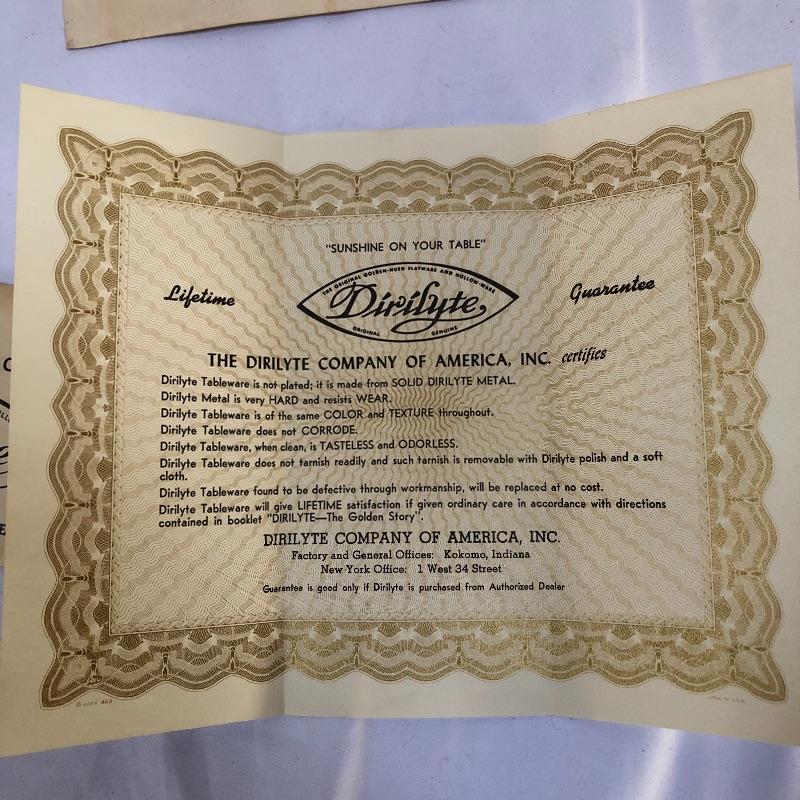 "SUNSHINE ON YOUR TABLE"
Lifetime
THE ORIGINAL GOLDEN-HUED FLATWARE AND HOLLOW-WARE
Dirilyte
ORIGINAL GENUINE
Guarantee
THE DIRILYTE COMPANY OF AMERICA, INC. certifies
Dirilyte Tableware is not plated; it is made from SOLID DIRILYTE METAL.
Dirilyte Metal is very HARD and resists WEAR.
Dirilyte Tableware is of the same COLOR and TEXTURE throughout.
Dirilyte Tableware does not CORRODE.
Dirilyte Tableware, when clean, is TASTELESS and ODORLESS.
Dirilyte Tableware does not tarnish readily and such tarnish is removable with Dirilyte polish and a soft
cloth.
Dirilyte Tableware found to be defective through workmanship, will be replaced at no cost.
Dirilyte Tableware will give LIFETIME satisfaction if given ordinary care in accordance with directions
contained in booklet "DIRILYTE—The Golden Story".
DIRILYTE COMPANY OF AMERICA, INC.
Factory and General Offices: Kokomo, Indiana
New York Office: 1 West 34 Street
Guarantee is good only if Dirilyte is purchased from Authorized Dealer
© GOES 863